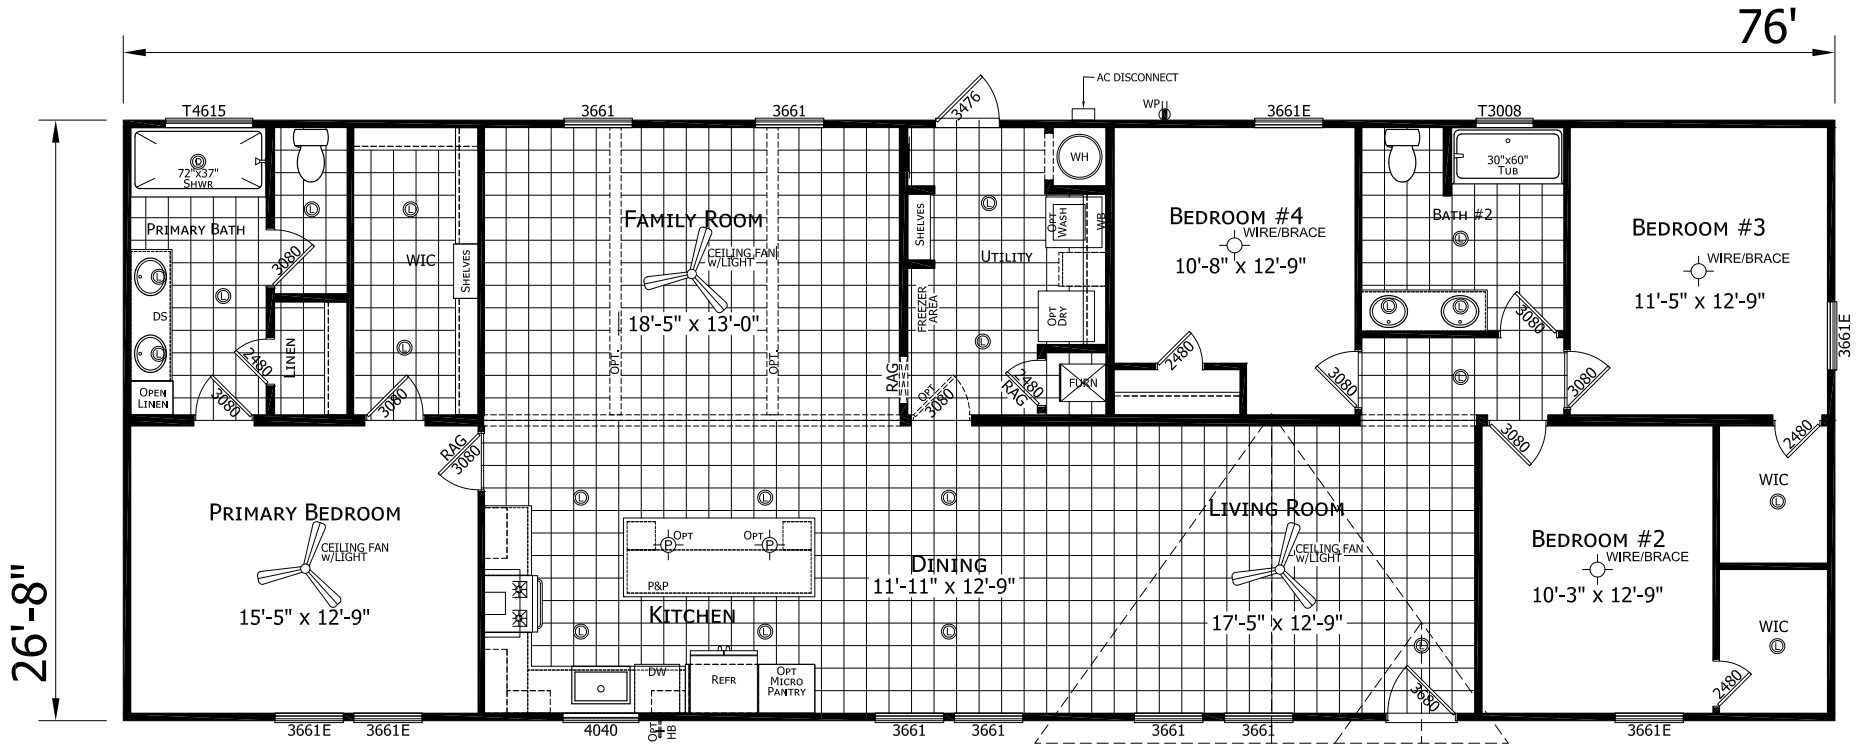 76'
26'-8"
AC DISCONNECT
WP
T4615
3661
3661
3476
3661E
T3008
72"x37"
SHWR
PRIMARY BATH
3080
DS
2480
LINEN
OPEN
LINEN
3080
L
L
L
L
L
WIC
SHELVES
L
L
3080
FAMILY ROOM
CEILING FAN
w/LIGHT
18'-5" x 13'-0"
OPT.
OPT.
RAG
SHELVES
FREEZER
AREA
L
UTILITY
L
WH
OPT
WASH
WB
OPT
DRY
FURN
2480
RAG
OPT
3080
BEDROOM #4
WIRE/BRACE
10'-8" x 12'-9"
2480
3080
30"x60"
TUB
BATH #2
L
L
L
3080
L
3080
BEDROOM #3
WIRE/BRACE
11'-5" x 12'-9"
3661E
2480
WIC
L
WIC
L
2480
3080
BEDROOM #2
WIRE/BRACE
10'-3" x 12'-9"
RAG
3080
PRIMARY BEDROOM
CEILING FAN
w/LIGHT
15'-5" x 12'-9"
L
L
L
P
OPT
OPT
P
P&P
KITCHEN
L
L
L
DW
REFR
OPT
MICRO
PANTRY
DINING
11'-11" x 12'-9"
LIVING ROOM
CEILING FAN
w/LIGHT
17'-5" x 12'-9"
L
3680
3661E
3661E
4040
OPT
HB
3661
3661
3661
3661
3661E